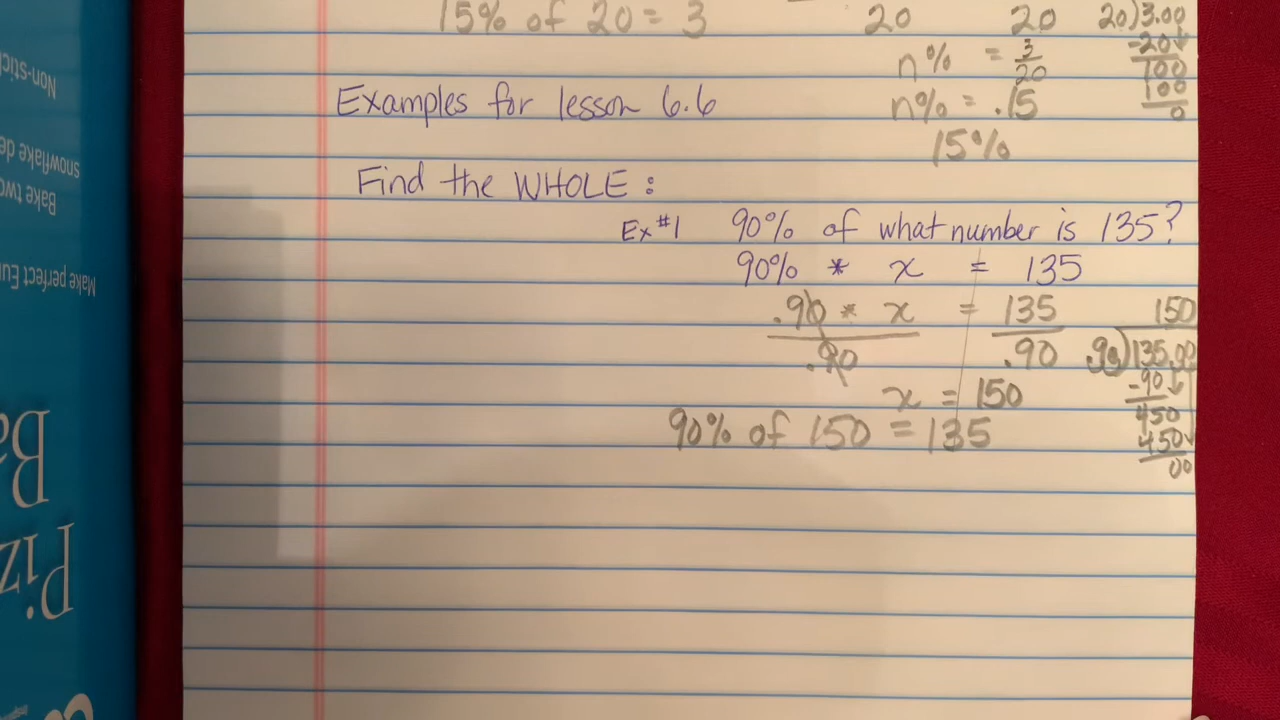 15% of 20 = 3
20 20 20)3.00
-20
n% = 3/20 100
Examples for lesson 6.6 n% = .15 100
0
15%
Find the WHOLE :
Ex#1 90% of what number is 135?
90% * x = 135
.90 * x = 135 150
.90 .90 .90)135.00
-90
x = 150 450
90% of 150 = 135 450
00
Non-stick
snowflake de
Bake two
Make perfect Eur
Ba
Piz